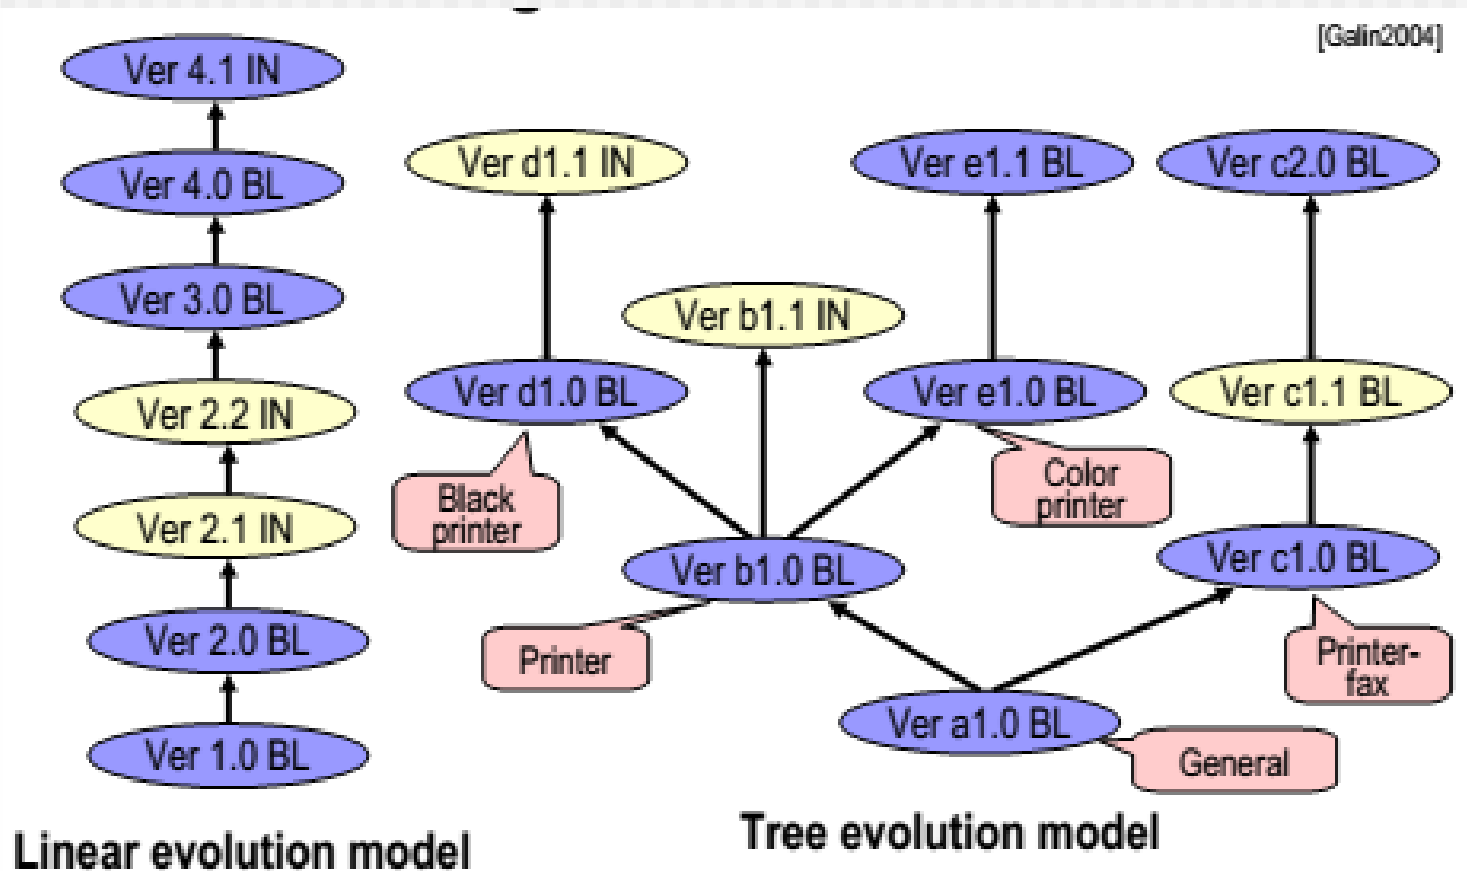 [Galin2004]
Ver 4.1 IN
Ver 4.0 BL
Ver 3.0 BL
Ver 2.2 IN
Ver 2.1 IN
Ver 2.0 BL
Ver 1.0 BL
Linear evolution model
Ver d1.1 IN
Ver e1.1 BL
Ver c2.0 BL
Ver b1.1 IN
Ver d1.0 BL
Ver e1.0 BL
Ver c1.1 BL
Black
printer
Color
printer
Ver b1.0 BL
Ver c1.0 BL
Printer
Printer-
fax
Ver a1.0 BL
General
Tree evolution model